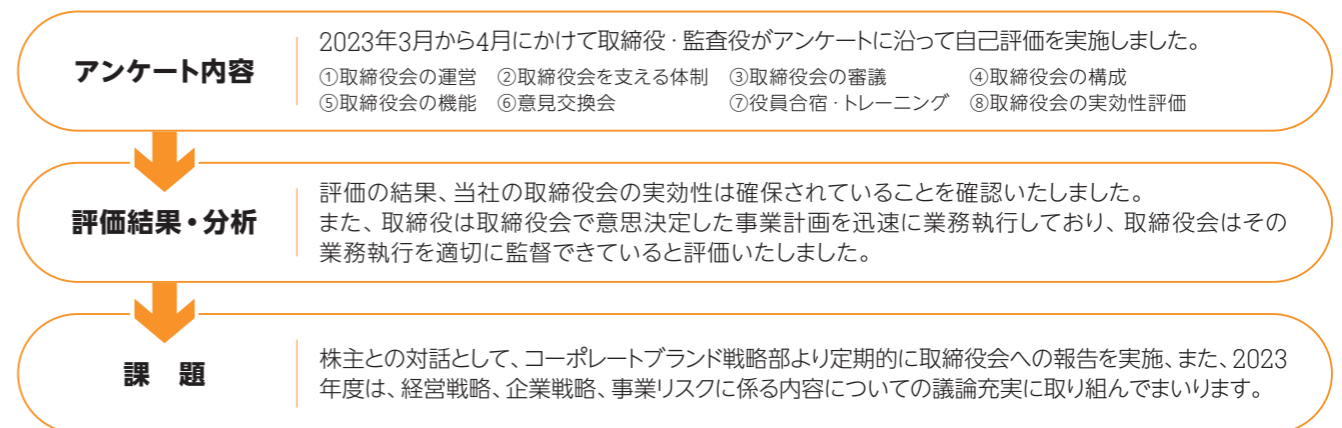 アンケート内容
2023年3月から4月にかけて取締役・監査役がアンケートに沿って自己評価を実施しました。
①取締役会の運営 ②取締役会を支える体制 ③取締役会の審議 ④取締役会の構成
⑤取締役会の機能 ⑥意見交換会 ⑦役員合宿・トレーニング ⑧取締役会の実効性評価
評価結果・分析
評価の結果、当社の取締役会の実効性は確保されていることを確認いたしました。
また、取締役は取締役会で意思決定した事業計画を迅速に業務執行しており、取締役会はその
業務執行を適切に監督できていると評価いたしました。
課 題
株主との対話として、コーポレートブランド戦略部より定期的に取締役会への報告を実施、また、2023
年度は、経営戦略、企業戦略、事業リスクに係る内容についての議論充実に取り組んでまいります。